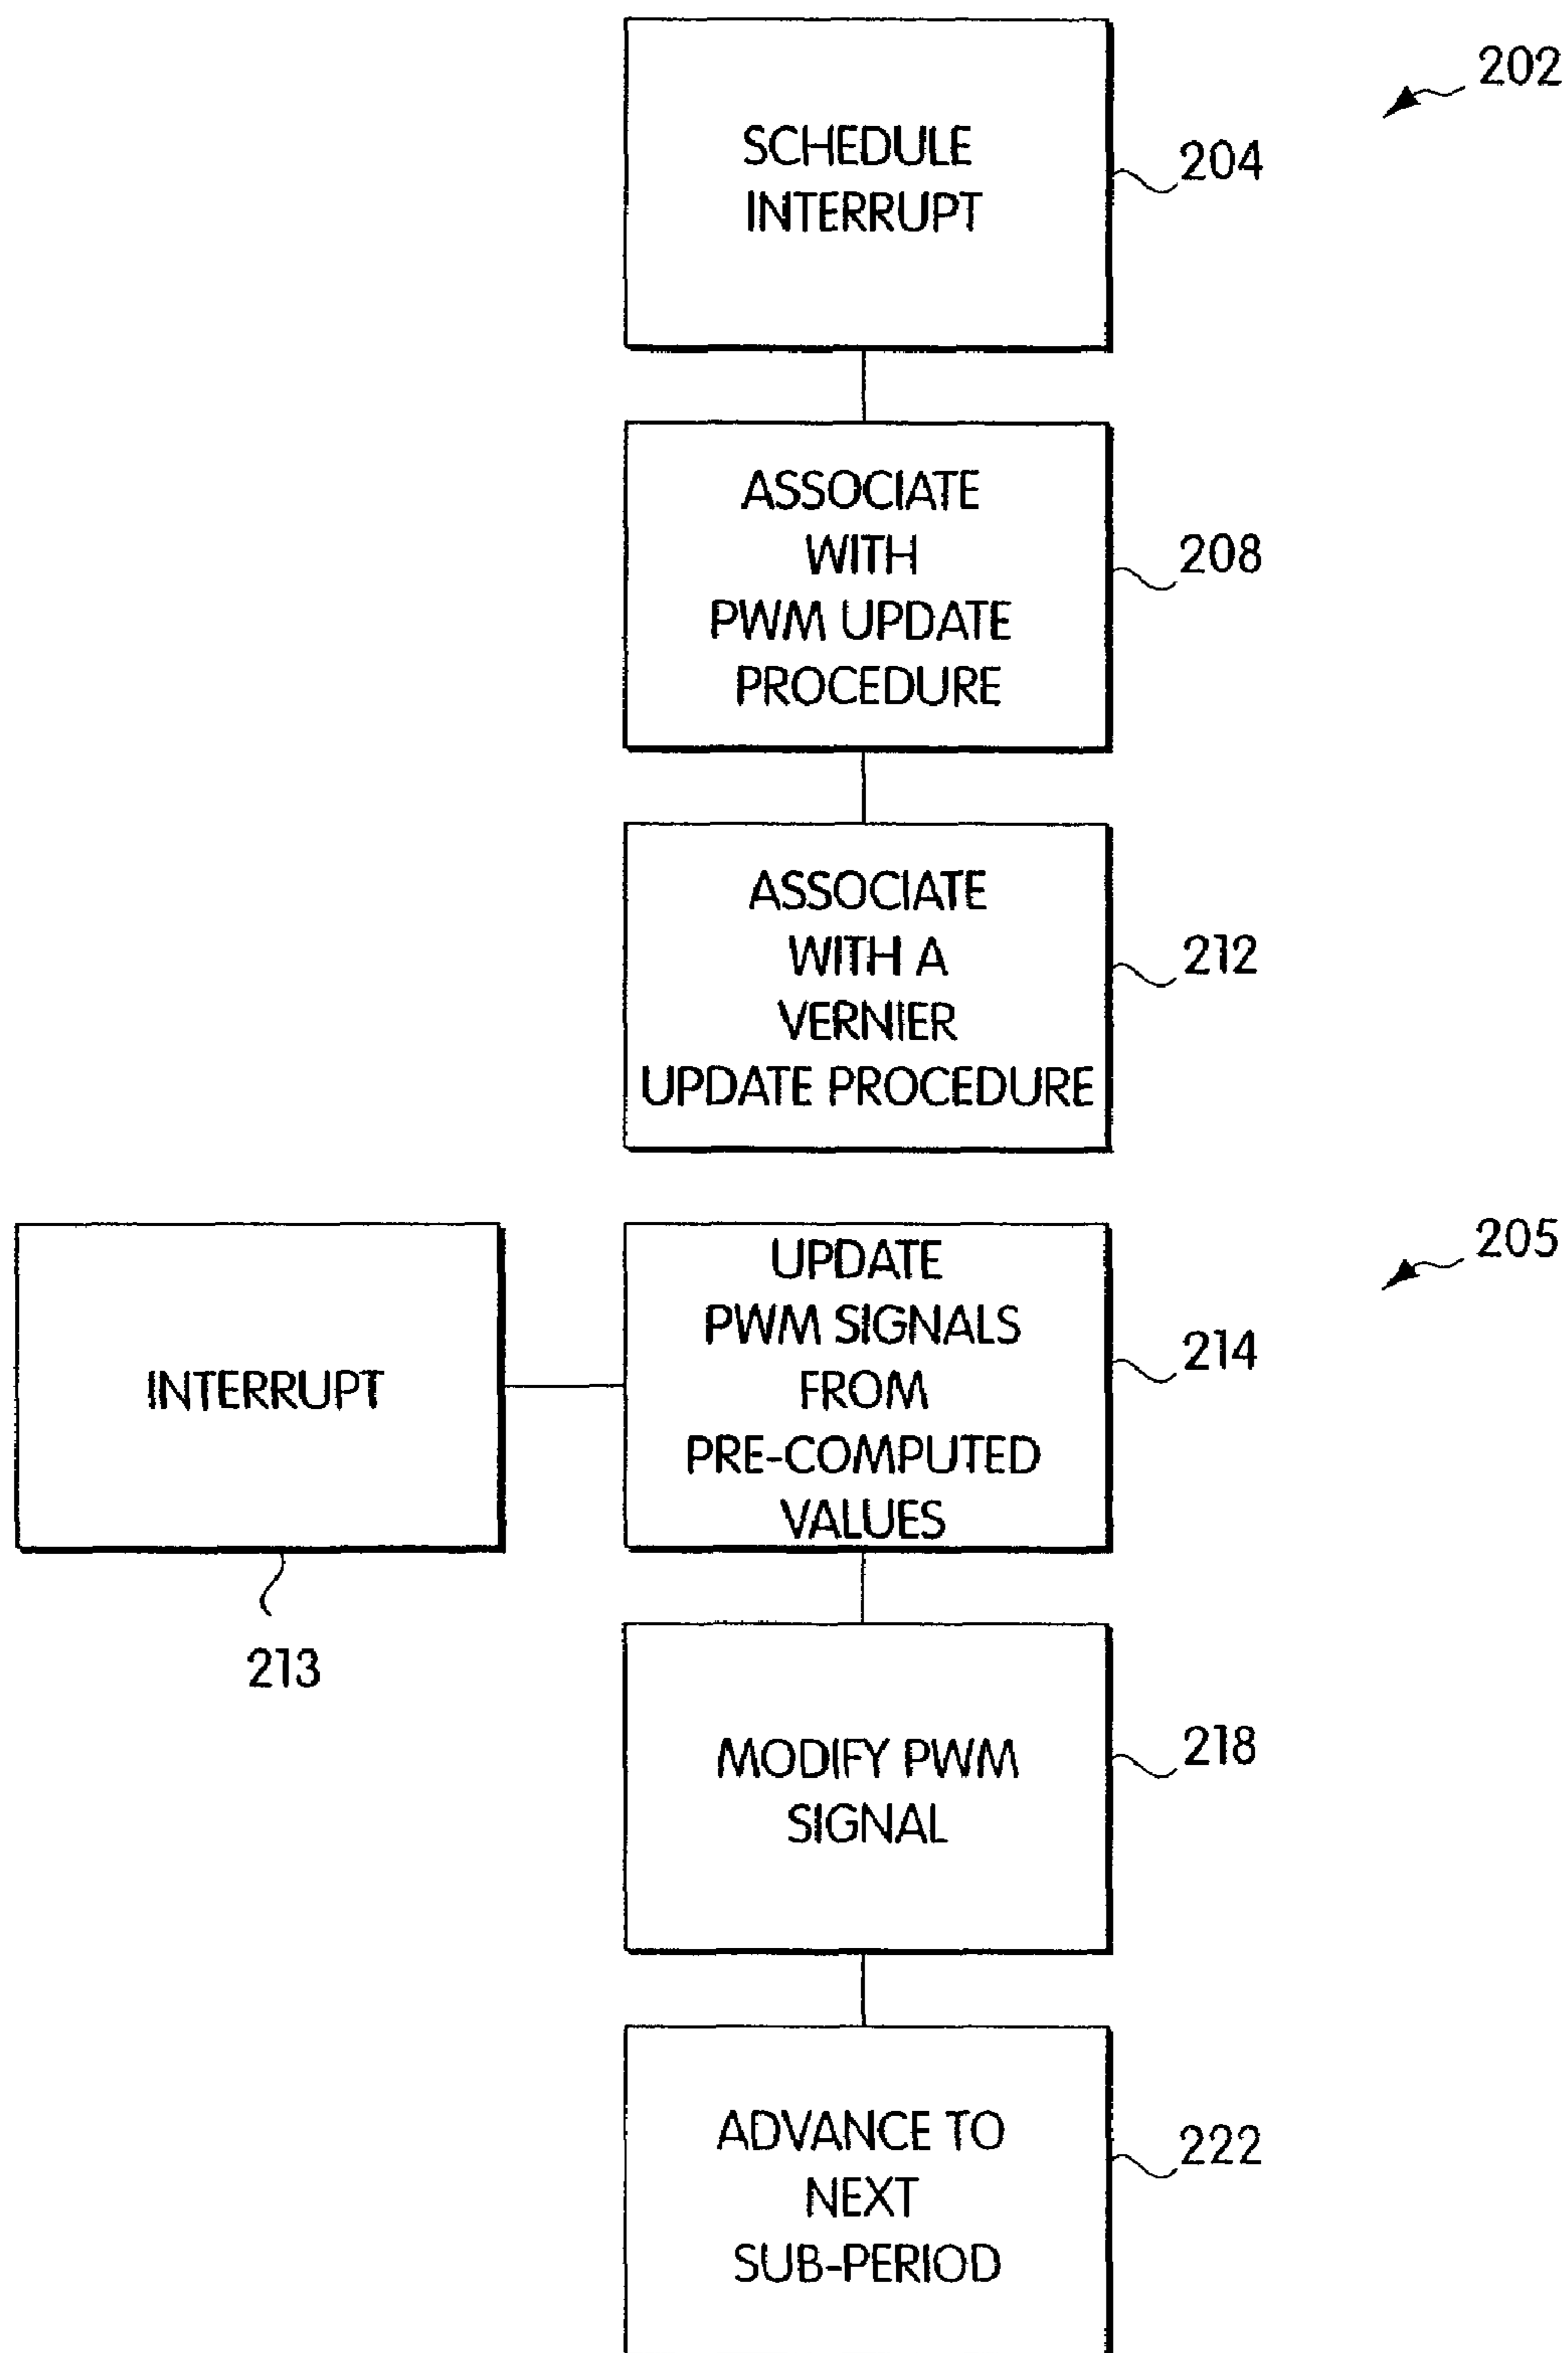 202
SCHEDULE
INTERRUPT
204
ASSOCIATE
WITH
PWM UPDATE
PROCEDURE
208
ASSOCIATE
WITH A
VERNIER
UPDATE PROCEDURE
212
205
INTERRUPT
213
UPDATE
PWM SIGNALS
FROM
PRE-COMPUTED
VALUES
214
MODIFY PWM
SIGNAL
218
ADVANCE TO
NEXT
SUB-PERIOD
222